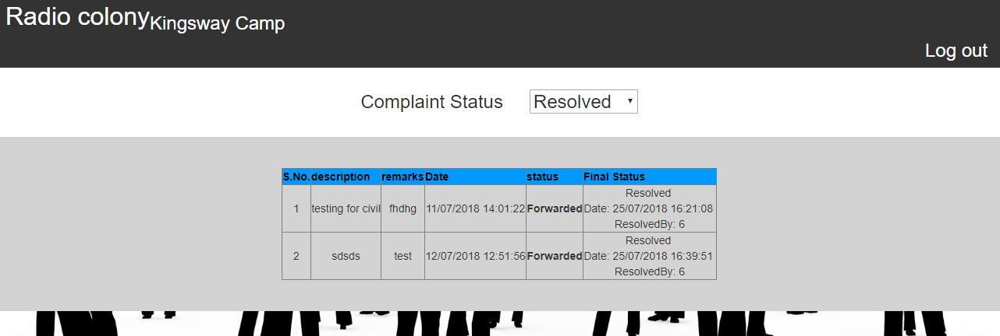 Radio colony Kingsway Camp
Log out
Complaint Status Resolved
S.No. description remarks Date status Final Status
1 testing for civil fhdhg 11/07/2018 14:01:22 Forwarded Resolved
Date: 25/07/2018 16:21:08
ResolvedBy: 6
2 sdsds test 12/07/2018 12:51:56 Forwarded Resolved
Date: 25/07/2018 16:39:51
ResolvedBy: 6